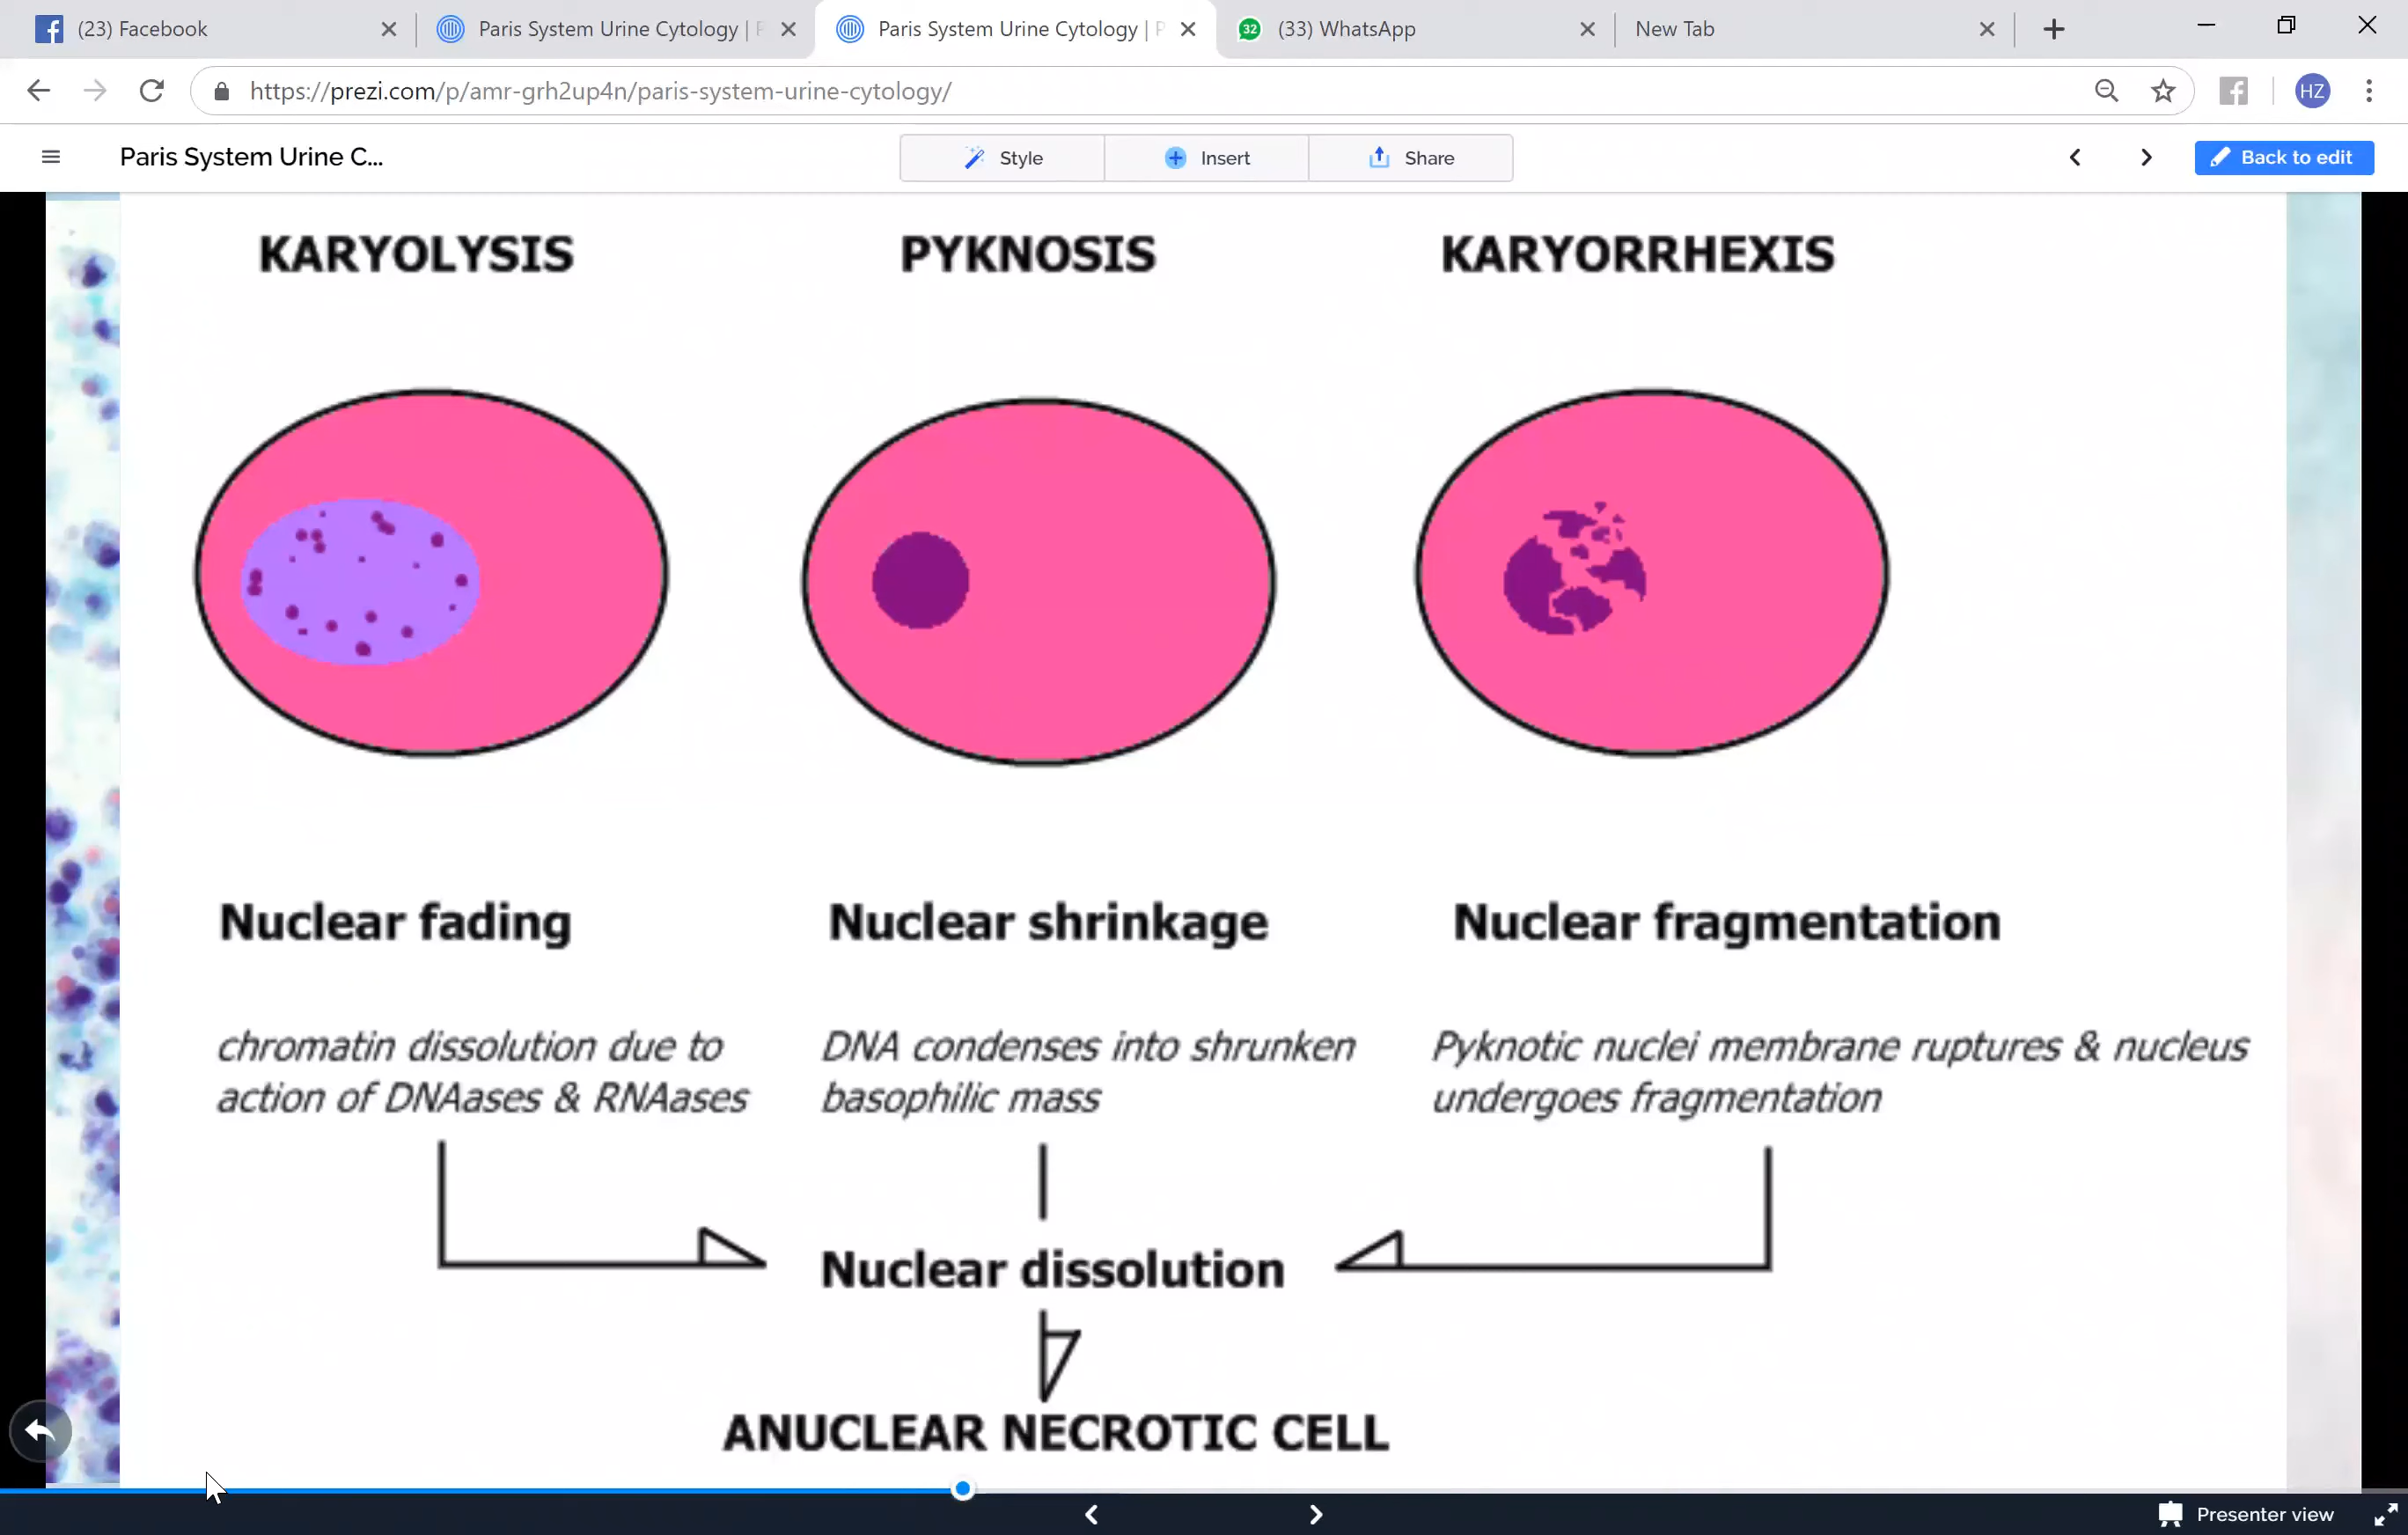 (23) Facebook
Paris System Urine Cytology |
Paris System Urine Cytology |
32
(33) WhatsApp
New Tab
https://prezi.com/p/amr-grh2up4n/paris-system-urine-cytology/
HZ
Paris System Urine C...
Style
Insert
Share
Back to edit
KARYOLYSIS
PYKNOSIS
KARYORRHEXIS
Nuclear fading
Nuclear shrinkage
Nuclear fragmentation
chromatin dissolution due to
action of DNAases & RNAases
DNA condenses into shrunken
basophilic mass
Pyknotic nuclei membrane ruptures & nucleus
undergoes fragmentation
Nuclear dissolution
ANUCLEAR NECROTIC CELL
Presenter view